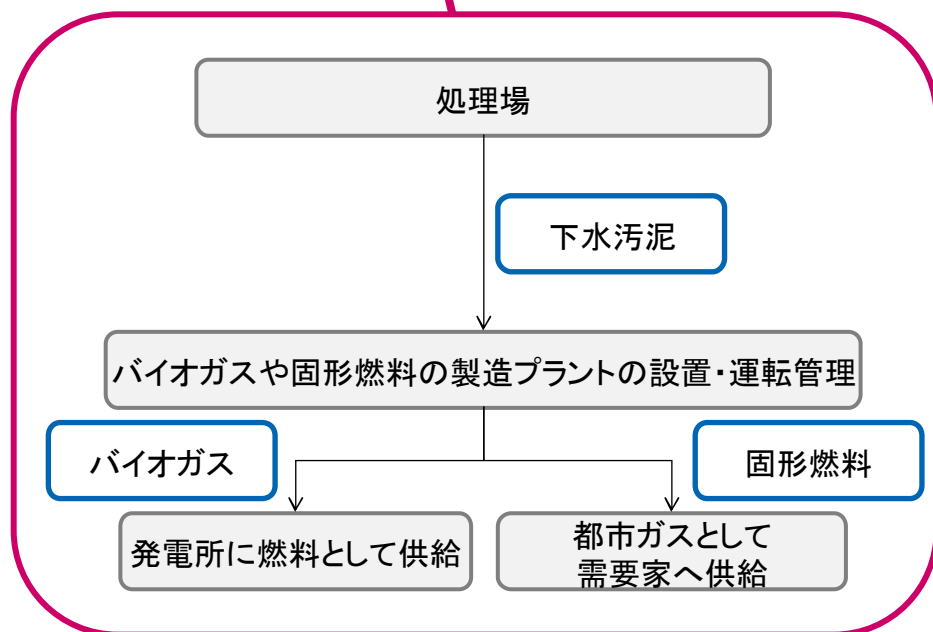 処理場
下水汚泥
バイオガスや固形燃料の製造プラントの設置・運転管理
バイオガス
固形燃料
発電所に燃料として供給
都市ガスとして
需要家へ供給